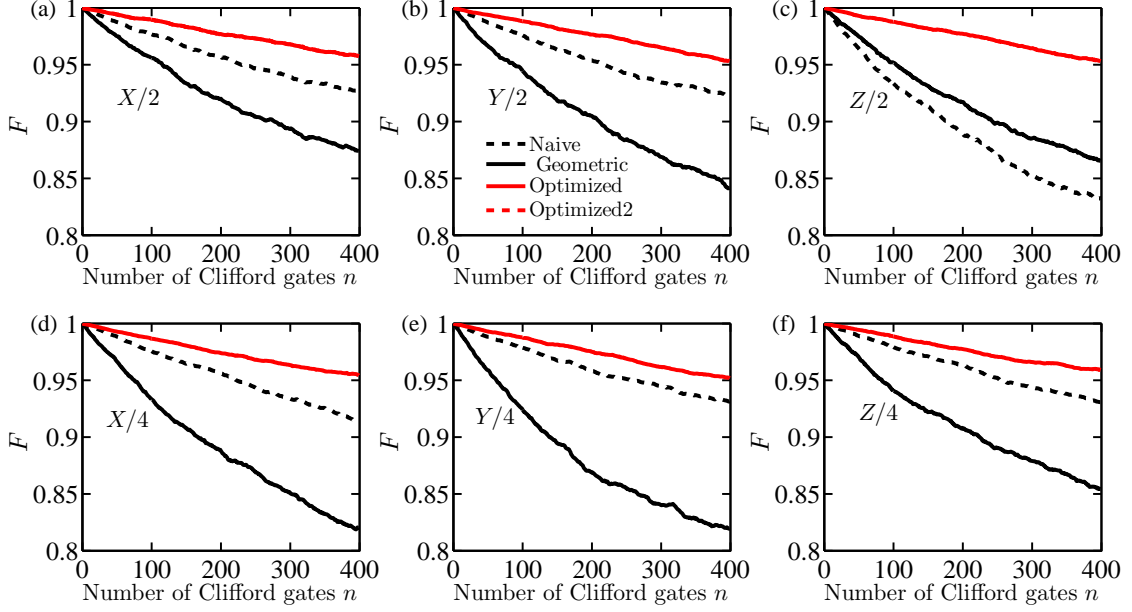 (a)
1
0.95
0.9
0.85
0.8
F
X/2
0 100 200 300 400
Number of Clifford gates n
(b)
1
0.95
0.9
0.85
0.8
F
Y/2
Naive
Geometric
Optimized
Optimized2
0 100 200 300 400
Number of Clifford gates n
(c)
1
0.95
0.9
0.85
0.8
F
Z/2
0 100 200 300 400
Number of Clifford gates n
(d)
1
0.95
0.9
0.85
0.8
F
X/4
0 100 200 300 400
Number of Clifford gates n
(e)
1
0.95
0.9
0.85
0.8
F
Y/4
0 100 200 300 400
Number of Clifford gates n
(f)
1
0.95
0.9
0.85
0.8
F
Z/4
0 100 200 300 400
Number of Clifford gates n